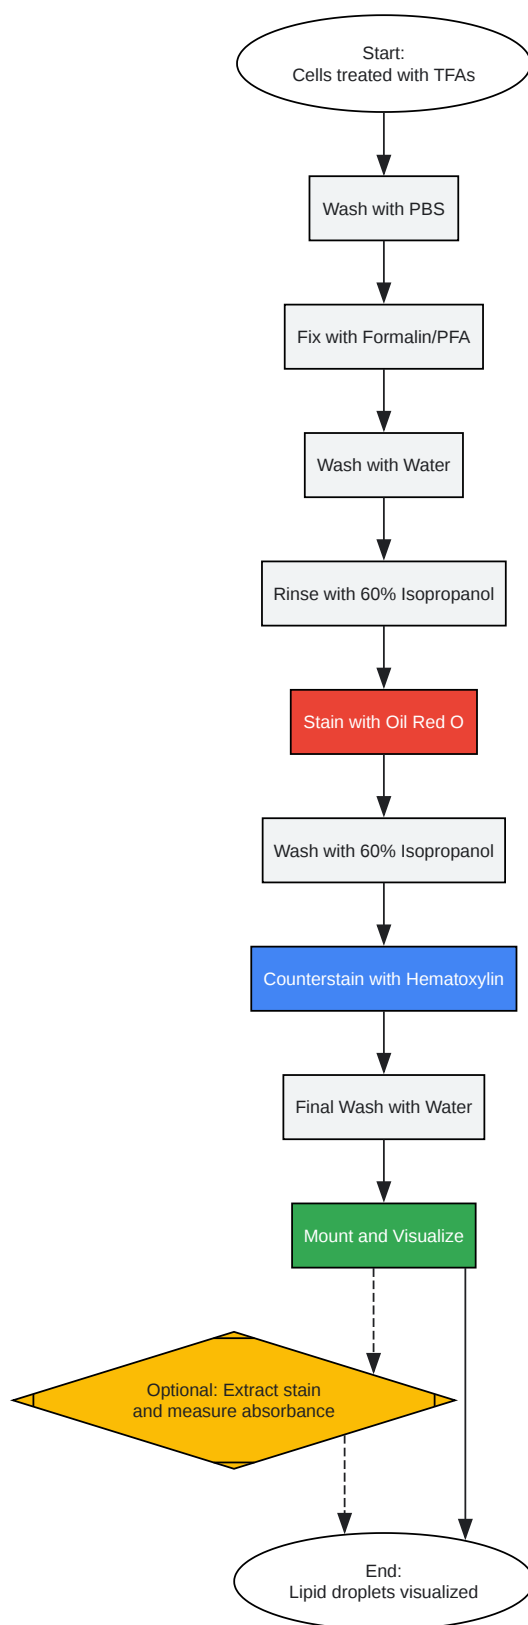 Start:
Cells treated with TFAs
Wash with PBS
Fix with Formalin/PFA
Wash with Water
Rinse with 60% Isopropanol
Stain with Oil Red O
Wash with 60% Isopropanol
Counterstain with Hematoxylin
Final Wash with Water
Mount and Visualize
Optional: Extract stain
and measure absorbance
End:
Lipid droplets visualized